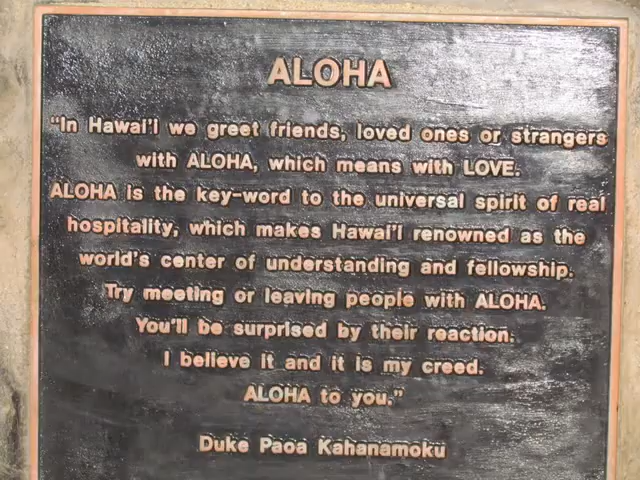 ALOHA
"In Hawai'i we greet friends, loved ones or strangers
with ALOHA, which means with LOVE.
ALOHA is the key-word to the universal spirit of real
hospitality, which makes Hawai'i renowned as the
world's center of understanding and fellowship.
Try meeting or leaving people with ALOHA.
You'll be surprised by their reaction.
I believe it and it is my creed.
ALOHA to you."
Duke Paoa Kahanamoku